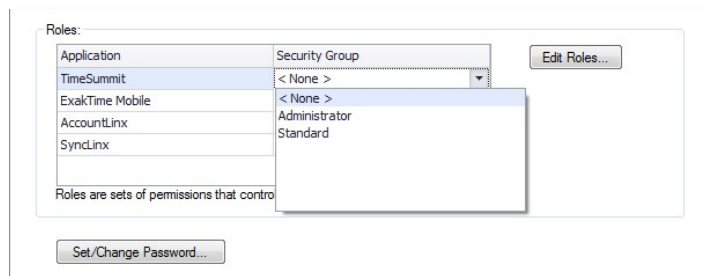 Roles:
Application Security Group Edit Roles...
TimeSummit < None >
ExakTime Mobile < None >
AccountLinx Administrator
SyncLinx Standard
Roles are sets of permissions that contro
Set/Change Password...